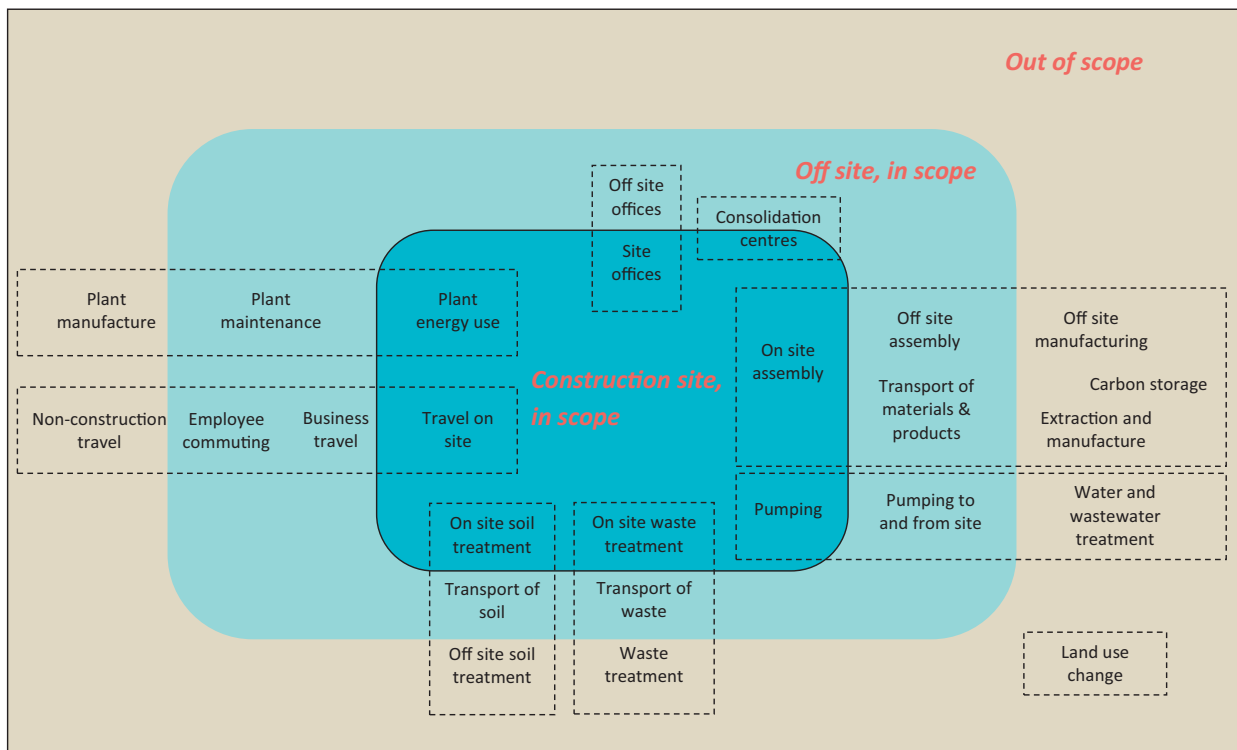 Out of scope
Off site, in scope
Off site
offices
Consolidation
centres
Site
offices
Plant
manufacture
Plant
maintenance
Plant
energy use
Off site
assembly
Off site
manufacturing
On site
assembly
Construction site,
in scope
Carbon storage
Transport of
materials &
products
Extraction and
manufacture
Non-construction
travel
Employee
commuting
Business
travel
Travel on
site
Pumping
Pumping to
and from site
Water and
wastewater
treatment
On site soil
treatment
On site waste
treatment
Transport of
soil
Transport of
waste
Off site soil
treatment
Waste
treatment
Land use
change